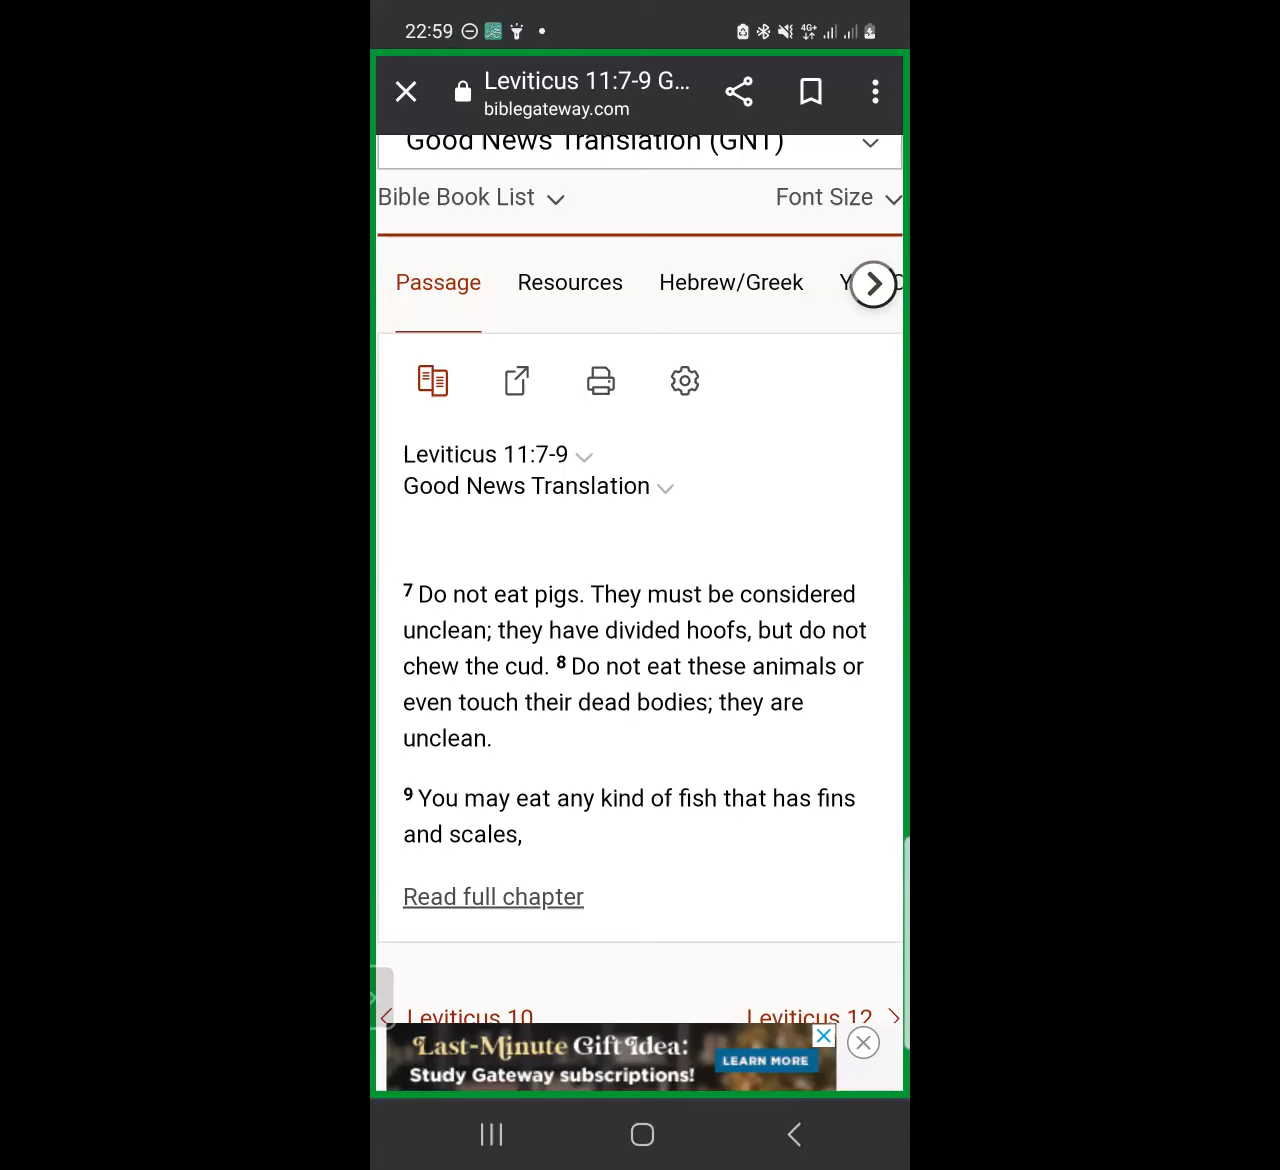 22:59 4G+
Leviticus 11:7-9 G...
biblegateway.com
Good News Translation (GNT)
Bible Book List Font Size
Passage Resources Hebrew/Greek
Leviticus 11:7-9
Good News Translation
7 Do not eat pigs. They must be considered
unclean; they have divided hoofs, but do not
chew the cud. 8 Do not eat these animals or
even touch their dead bodies; they are
unclean.
9 You may eat any kind of fish that has fins
and scales,
Read full chapter
Leviticus 10 Leviticus 12
Last-Minute Gift Idea:
LEARN MORE
Study Gateway subscriptions!